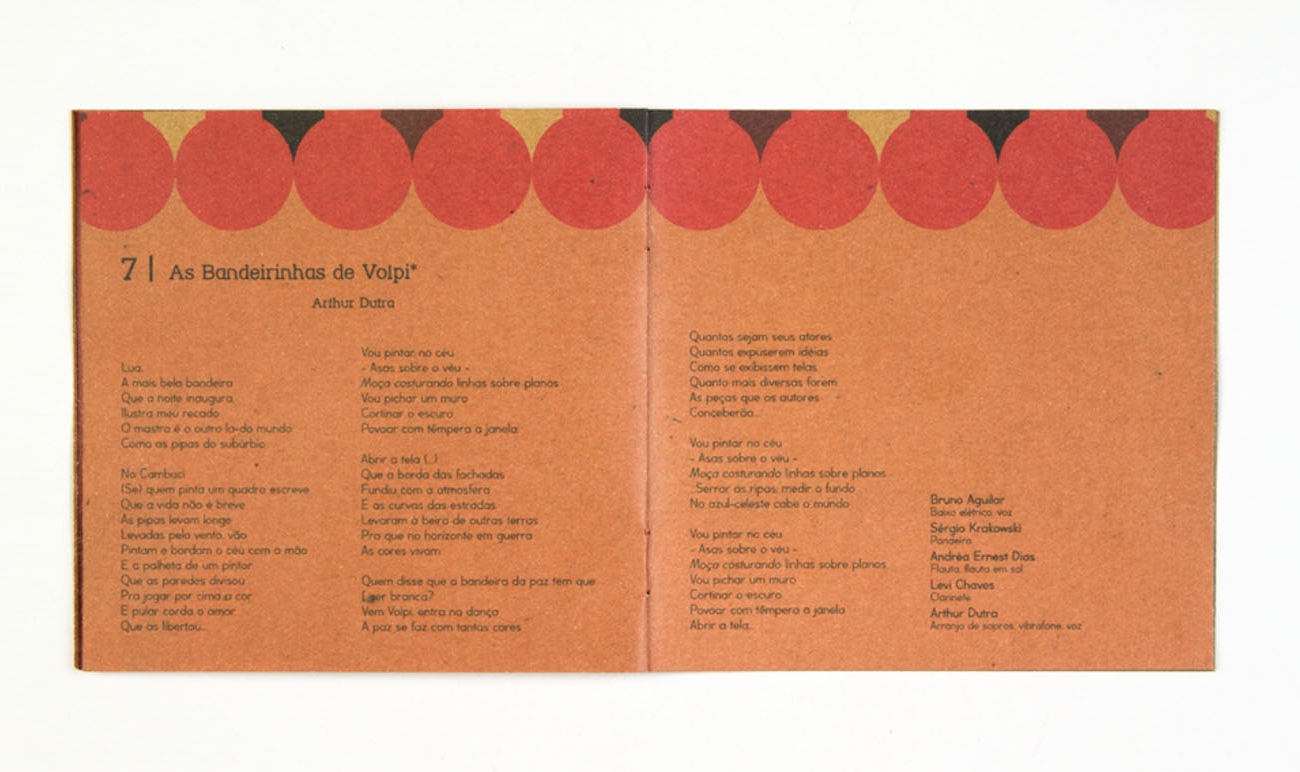 7 | As Bandeirinhas de Volpi*
Arthur Dutra
Lua,
A mais bela bandeira
Que a noite inaugura,
Ilustra meu recado
O mastro é o outro la-do mundo
Como as pipas do subúrbio
No Cambuci
(Se) quem pinta um quadro escreve
Que a vida não é breve
As pipas levam longe
Levadas pelo vento, vão
Pintam e bordam o céu com a mão
E a palheta de um pintor
Que as paredes divisou
Pra jogar por cima a cor
E pular corda o amor
Que as libertou...
Vou pintar no céu
- Asas sobre o véu -
Moça costurando linhas sobre planos
Vou pichar um muro
Cortinar o escuro
Povoar com têmpera a janela
Abrir a tela (...)
Que a borda das fachadas
Fundiu com a atmosfera
E as curvas das estradas
Levaram à beira de outras terras
Pra que no horizonte em guerra
As cores vivam
Quem disse que a bandeira da paz tem que
[ser branca?
Vem Volpi, entra na dança
A paz se faz com tantas cores
Quantas sejam seus atores
Quantos expuserem idéias
Como se exibissem telas
Quanto mais diversas forem
As peças que os autores
Conceberão...
Vou pintar no céu
- Asas sobre o véu -
Moça costurando linhas sobre planos
Serrar as ripas, medir o fundo
No azul-celeste cabe o mundo
Vou pintar no céu
- Asas sobre o véu -
Moça costurando linhas sobre planos
Vou pichar um muro
Cortinar o escuro
Povoar com têmpera a janela
Abrir a tela...
Bruno Aguilar
Baixo elétrico, voz
Sérgio Krakowski
Pandeiro
Andréa Ernest Dias
Flauta, flauta em sol
Levi Chaves
Clarinete
Arthur Dutra
Arranjo de sopros, vibrafone, voz